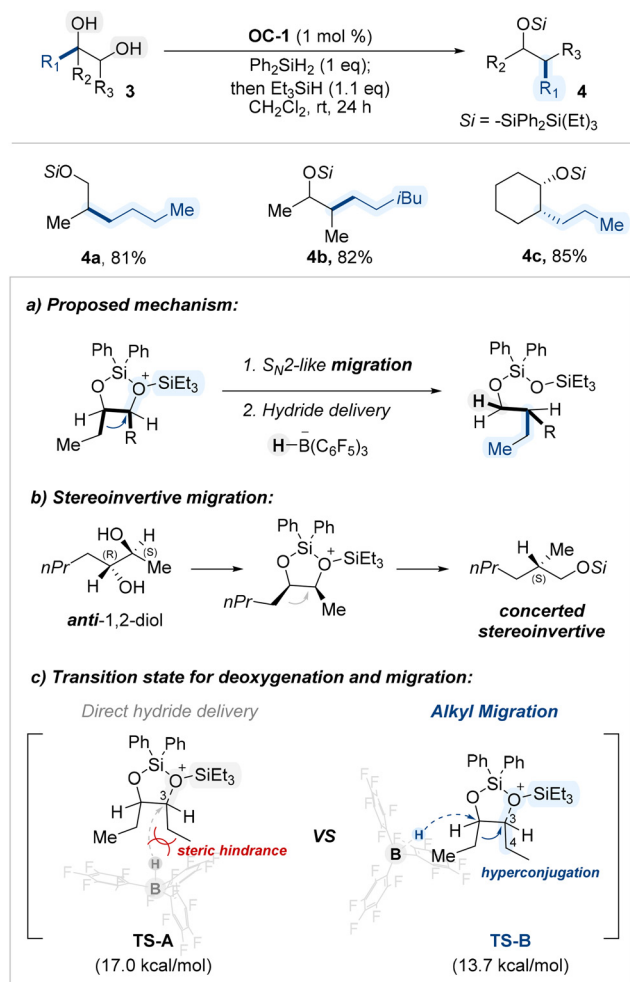 OH
OH
R1
R2
R3
3
OC-1 (1 mol %)
Ph2SiH2 (1 eq);
then Et3SiH (1.1 eq)
CH2Cl2, rt, 24 h
OSi
R2
R3
R1
4
Si = -SiPh2Si(Et)3
SiO
Me
Me
4a, 81%
OSi
Me
Me
iBu
4b, 82%
OSi
Me
4c, 85%
a) Proposed mechanism:
Ph Ph
Si
O O+ SiEt3
H H
Me R
1. SN2-like migration
2. Hydride delivery
H–B(C6F5)3
−
Ph Ph
Si
O O SiEt3
H
H H
R
Me
b) Stereoinvertive migration:
HO H
(R) (S)
nPr Me
H OH
anti-1,2-diol
Ph Ph
Si
O O+ SiEt3
nPr
Me
H Me
nPr OSi
(S)
concerted
stereoinvertive
c) Transition state for deoxygenation and migration:
Direct hydride delivery
Alkyl Migration
Ph Ph
Si
O O+ SiEt3
3
H H
Me
steric hindrance
H
B
F F F F F F F F F F F F F F F
TS-A
(17.0 kcal/mol)
VS
Ph Ph
Si
O O+ SiEt3
3
H H H
4
B
Me
hyperconjugation
F F F F F F F F F F F F F F F
TS-B
(13.7 kcal/mol)